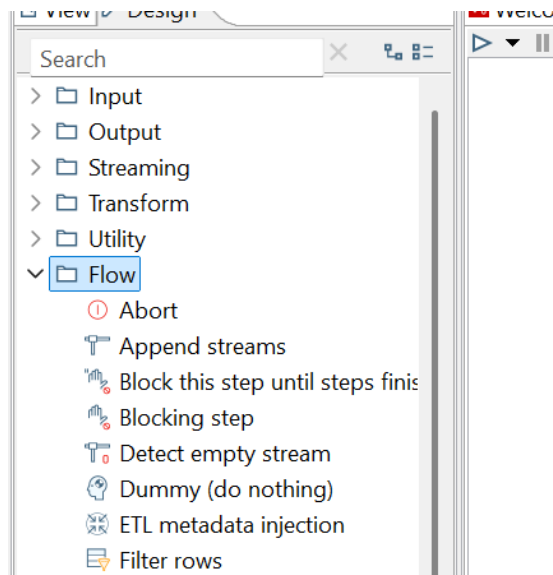 View Design
Welco
Search
Input
Output
Streaming
Transform
Utility
Flow
Abort
Append streams
Block this step until steps finis
Blocking step
Detect empty stream
Dummy (do nothing)
ETL metadata injection
Filter rows